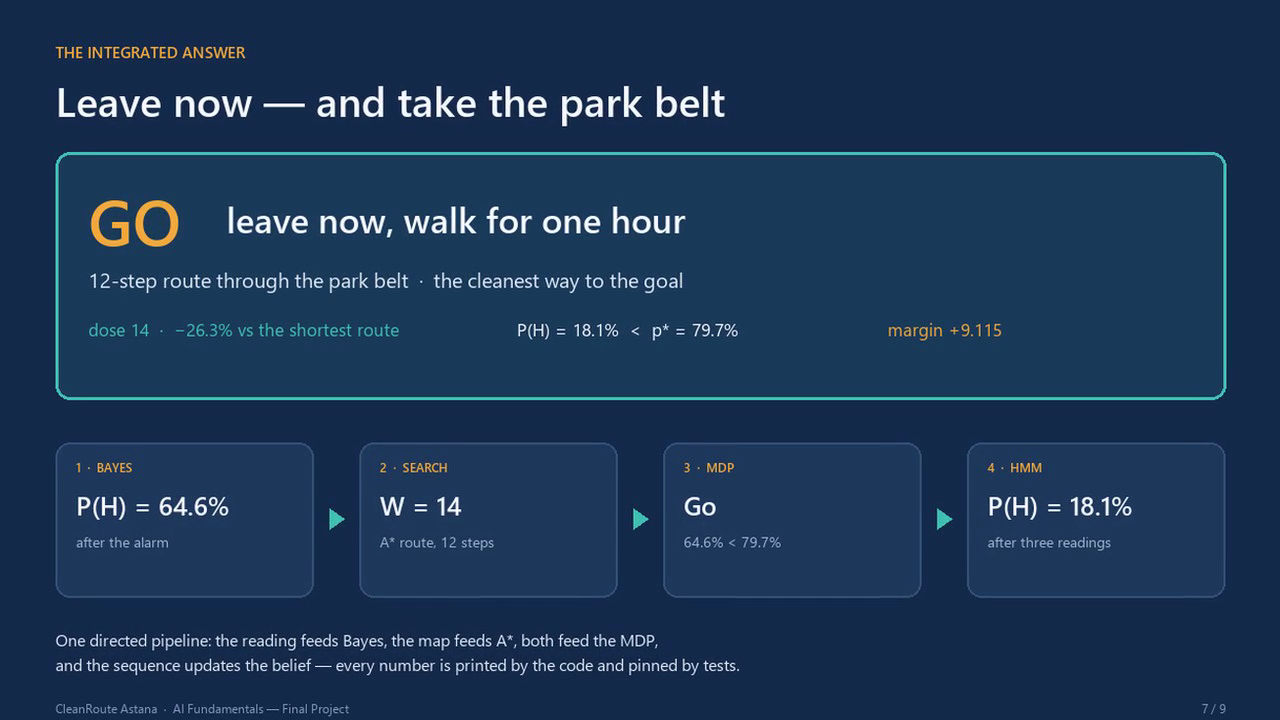 THE INTEGRATED ANSWER
Leave now — and take the park belt
GO leave now, walk for one hour
12-step route through the park belt · the cleanest way to the goal
dose 14 · −26.3% vs the shortest route
P(H) = 18.1% < p* = 79.7%
margin +9.115
1 · BAYES
P(H) = 64.6%
after the alarm
2 · SEARCH
W = 14
A* route, 12 steps
3 · MDP
Go
64.6% < 79.7%
4 · HMM
P(H) = 18.1%
after three readings
One directed pipeline: the reading feeds Bayes, the map feeds A*, both feed the MDP,
and the sequence updates the belief — every number is printed by the code and pinned by tests.
CleanRoute Astana · AI Fundamentals — Final Project
7 / 9